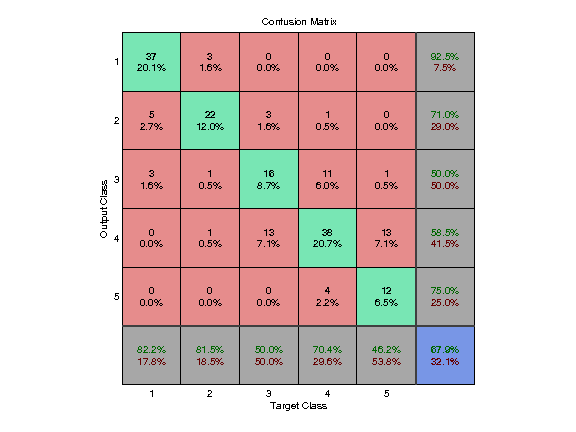 Confusion Matrix
1 37 3 0 0 0 92.5%
20.1% 1.6% 0.0% 0.0% 0.0% 7.5%
2 5 22 3 1 0 71.0%
2.7% 12.0% 1.6% 0.5% 0.0% 29.0%
3 3 1 16 11 1 50.0%
1.6% 0.5% 8.7% 6.0% 0.5% 50.0%
4 0 1 13 38 13 58.5%
0.0% 0.5% 7.1% 20.7% 7.1% 41.5%
5 0 0 0 4 12 75.0%
0.0% 0.0% 0.0% 2.2% 6.5% 25.0%
82.2% 81.5% 50.0% 70.4% 46.2% 67.9%
17.8% 18.5% 50.0% 29.6% 53.8% 32.1%
1 2 3 4 5
Target Class
Output Class